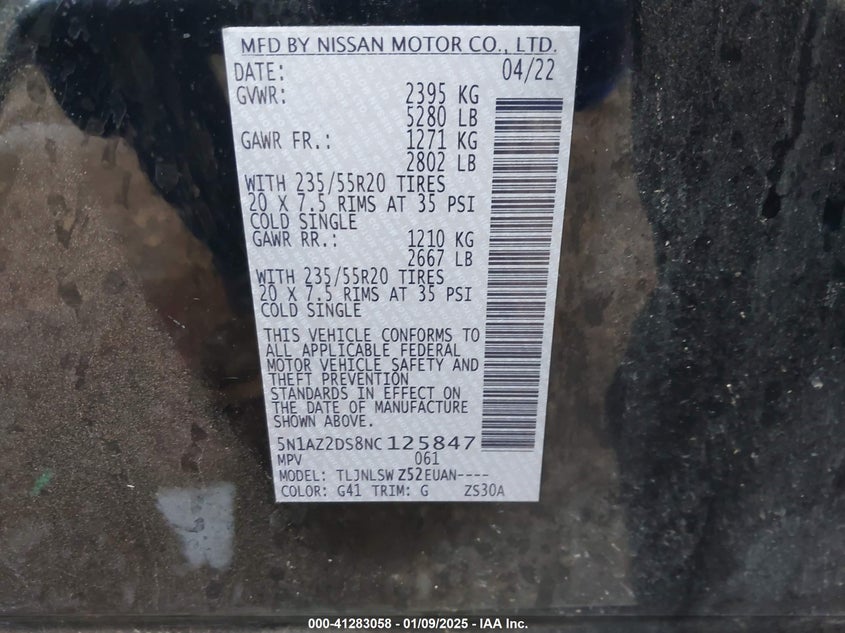 MFD BY NISSAN MOTOR CO., LTD.
DATE: 04/22
GVWR: 2395 KG
5280 LB
GAWR FR.: 1271 KG
2802 LB
WITH 235/55R20 TIRES
20 X 7.5 RIMS AT 35 PSI
COLD SINGLE
GAWR RR.: 1210 KG
2667 LB
WITH 235/55R20 TIRES
20 X 7.5 RIMS AT 35 PSI
COLD SINGLE
THIS VEHICLE CONFORMS TO
ALL APPLICABLE FEDERAL
MOTOR VEHICLE SAFETY AND
THEFT PREVENTION
STANDARDS IN EFFECT ON
THE DATE OF MANUFACTURE
SHOWN ABOVE.
5N1AZ2DS8NC125847
MPV 061
MODEL: TLJNLSW Z52EUAN----
COLOR: G41 TRIM: G ZS30A
000-41283058 - 01/09/2025 - IAA Inc.